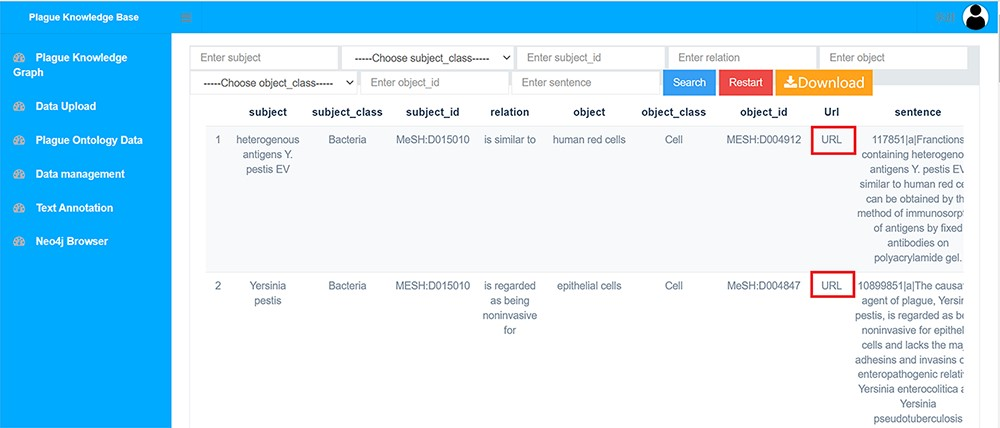 Plague Knowledge Base
Plague Knowledge
Graph
Data Upload
Plague Ontology Data
Data management
Text Annotation
Neo4j Browser
Enter subject
-----Choose subject_class-----
Enter subject_id
Enter relation
Enter object
-----Choose object_class-----
Enter object_id
Enter sentence
Search
Restart
Download
subject subject_class subject_id relation object object_class object_id Url sentence
1
heterogenous
antigens Y.
pestis EV
Bacteria
MeSH:D015010
is similar to
human red cells
Cell
MESH:D004912
URL
117851|a|Franctions
containing heterogeno
antigens Y. pestis EV
similar to human red ce
can be obtained by th
method of immunosorp
of antigens by fixed
antibodies on
polyacrylamide gel.
2
Yersinia
pestis
Bacteria
MESH:D015010
is regarded
as being
noninvasive
for
epithelial cells
Cell
MeSH:D004847
URL
10899851|a|The causa
agent of plague, Yersin
pestis, is regarded as be
noninvasive for epithel
cells and lacks the maj
adhesins and invasins o
enteropathogenic relati
Yersinia enterocolitica a
Yersinia
pseudotuberculosis